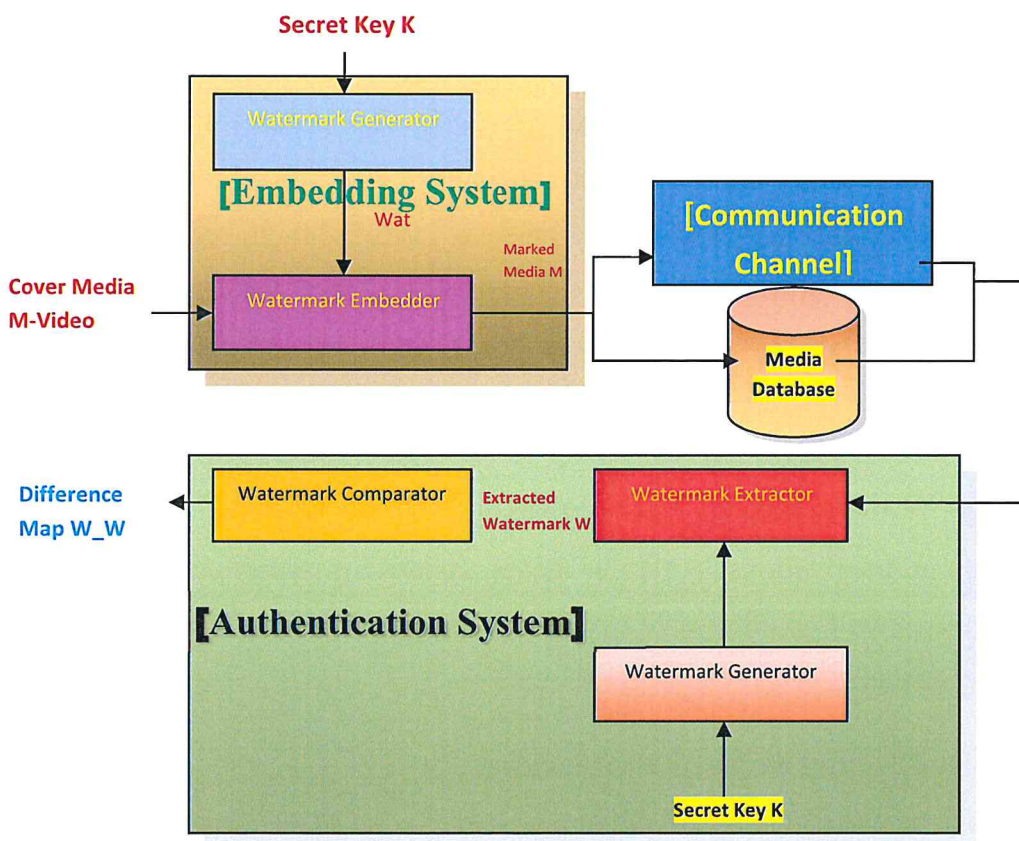 Secret Key K
Watermark Generator
[Embedding System]
Wat
Marked
Media M
Cover Media
M-Video
Watermark Embedder
[Communication
Channel]
Media
Database
Difference
Map W_W
Watermark Comparator
Extracted
Watermark W
Watermark Extractor
[Authentication System]
Watermark Generator
Secret Key K